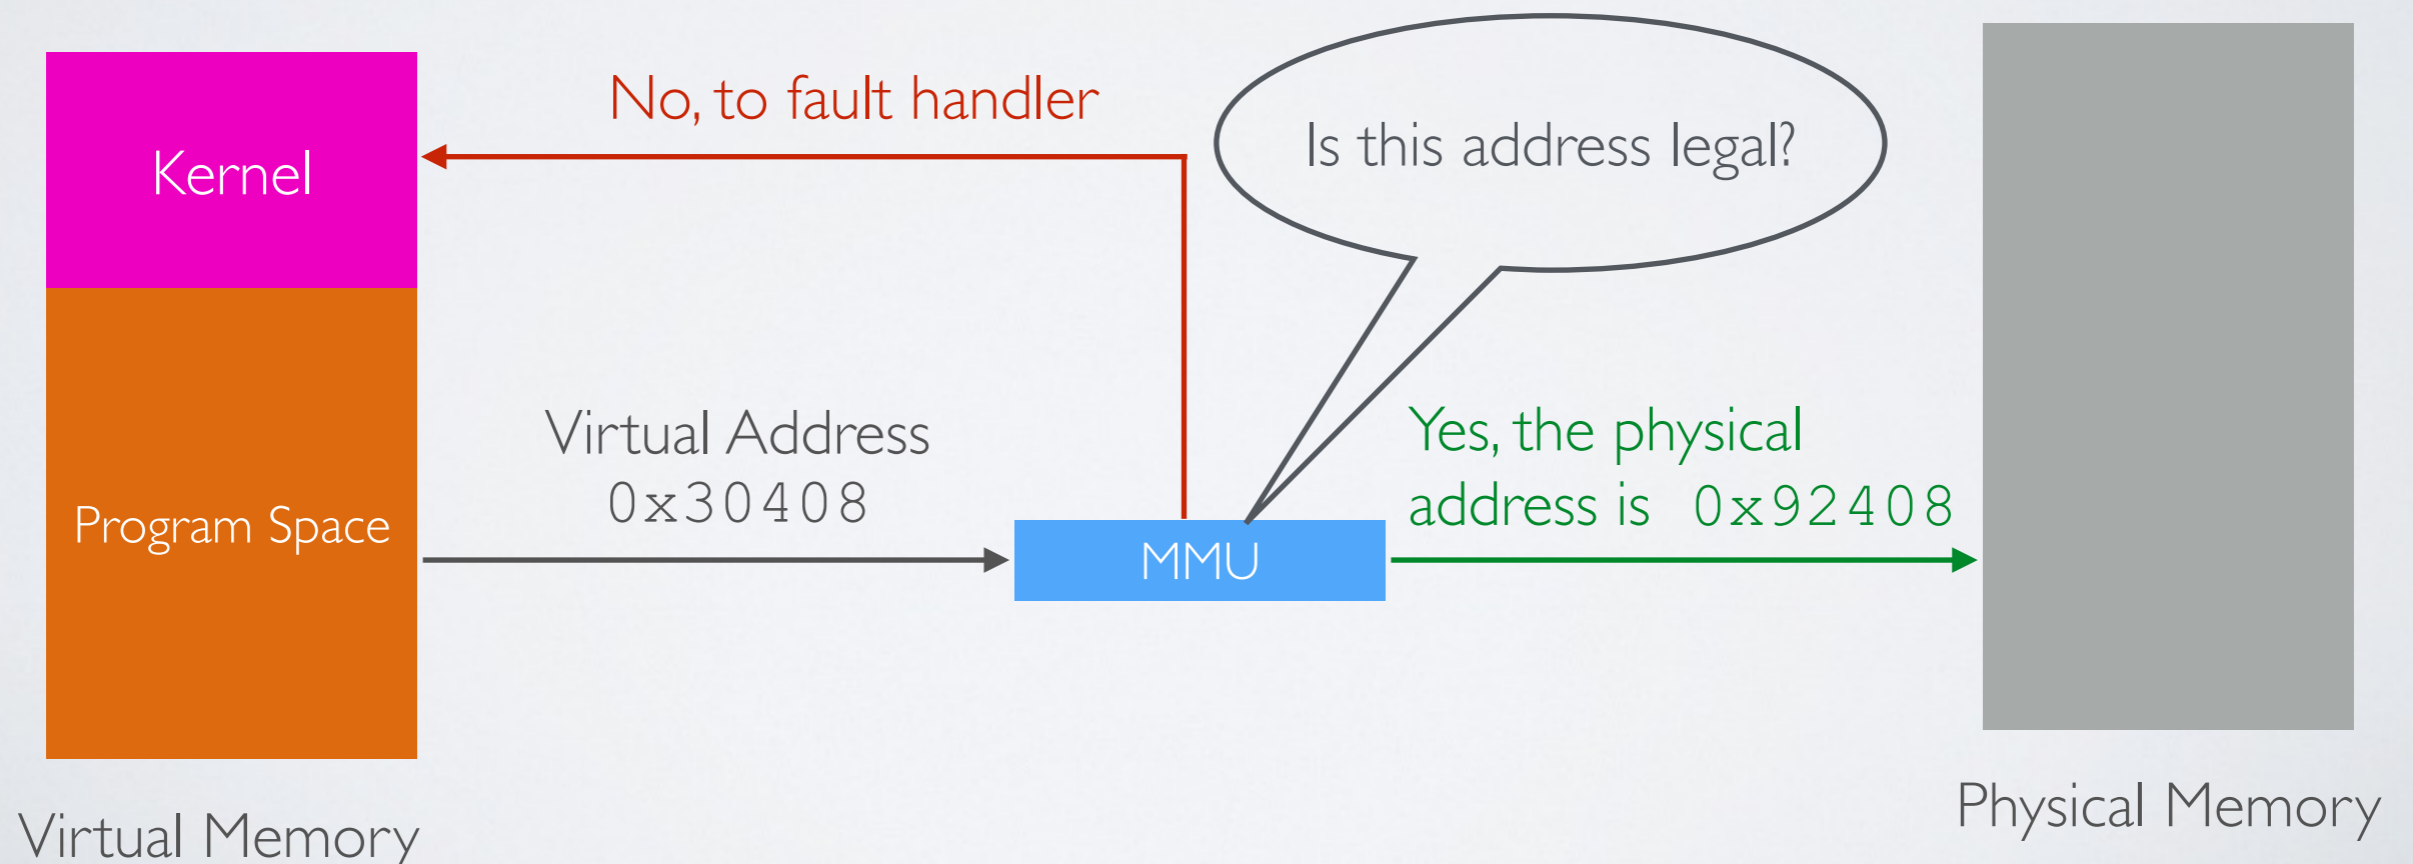 No, to fault handler
Is this address legal?
Kernel
Virtual Address
0x30408
Yes, the physical
address is 0x92408
Program Space
MMU
Physical Memory
Virtual Memory